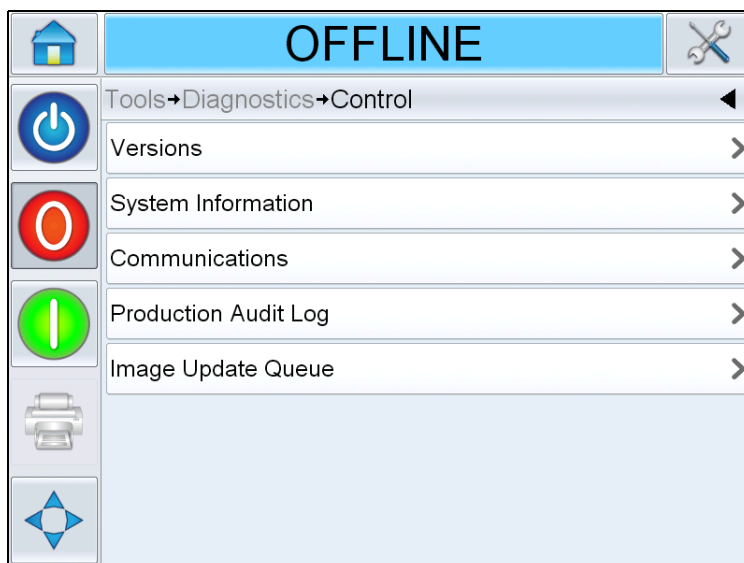 OFFLINE
Tools→Diagnostics→Control
Versions
System Information
Communications
Production Audit Log
Image Update Queue